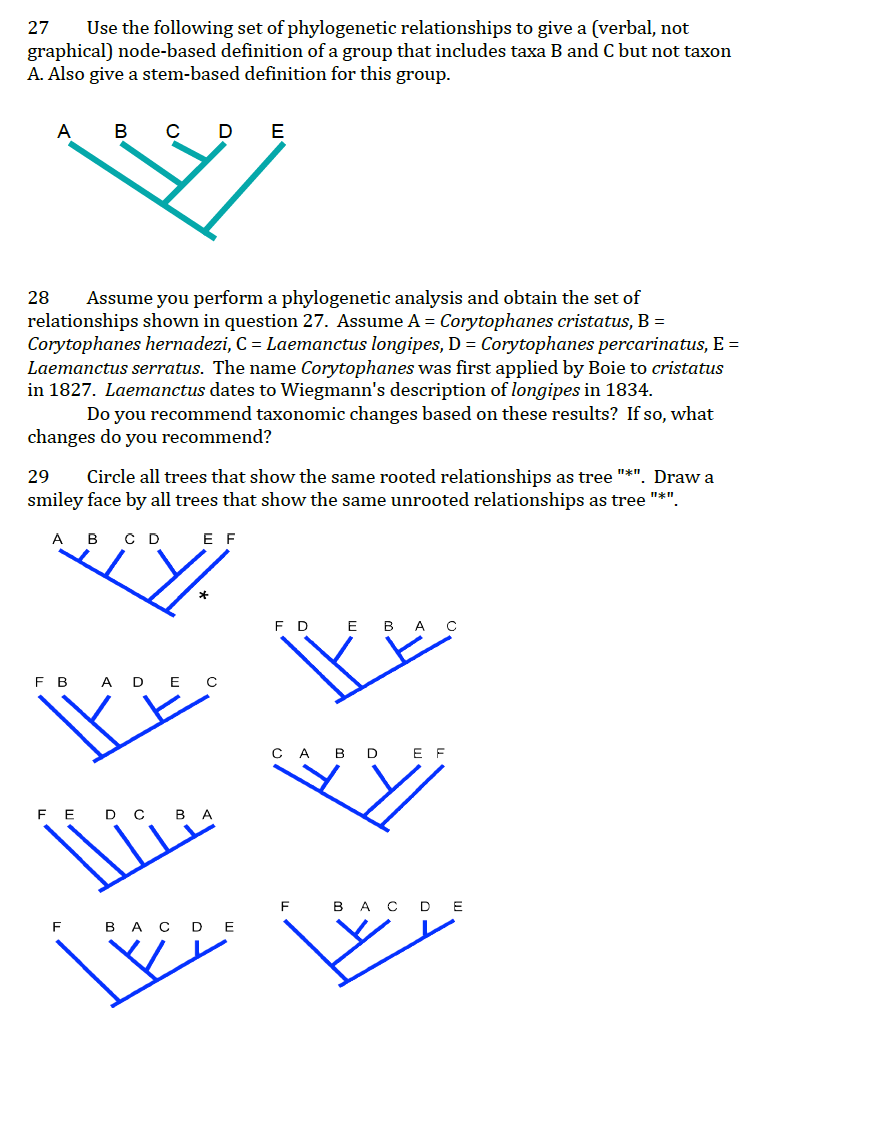 27 Use the following set of phylogenetic relationships to give a (verbal, not
graphical) node-based definition of a group that includes taxa B and C but not taxon
A. Also give a stem-based definition for this group.
A B C D E
28 Assume you perform a phylogenetic analysis and obtain the set of
relationships shown in question 27. Assume A = Corytophanes cristatus, B =
Corytophanes hernadezi, C = Laemanctus longipes, D = Corytophanes percarinatus, E =
Laemanctus serratus. The name Corytophanes was first applied by Boie to cristatus
in 1827. Laemanctus dates to Wiegmann's description of longipes in 1834.
Do you recommend taxonomic changes based on these results? If so, what
changes do you recommend?
29 Circle all trees that show the same rooted relationships as tree "*". Draw a
smiley face by all trees that show the same unrooted relationships as tree "*".
A B C D E F
*
F D E B A C
F B A D E C
C A B D E F
F E D C B A
F B A C D E
F B A C D E